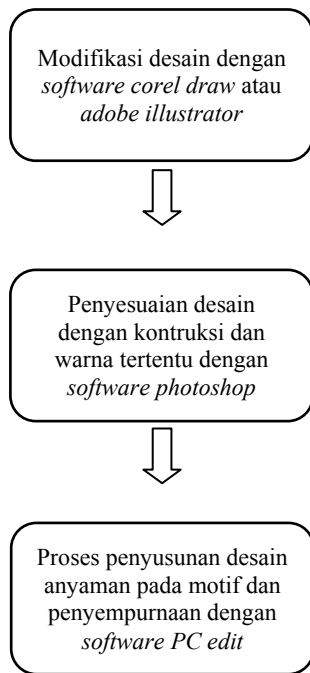 Modifikasi desain dengan
software corel draw atau
adobe illustrator
Penyesuaian desain
dengan kontruksi dan
warna tertentu dengan
software photoshop
Proses penyusunan desain
anyaman pada motif dan
penyempurnaan dengan
software PC edit